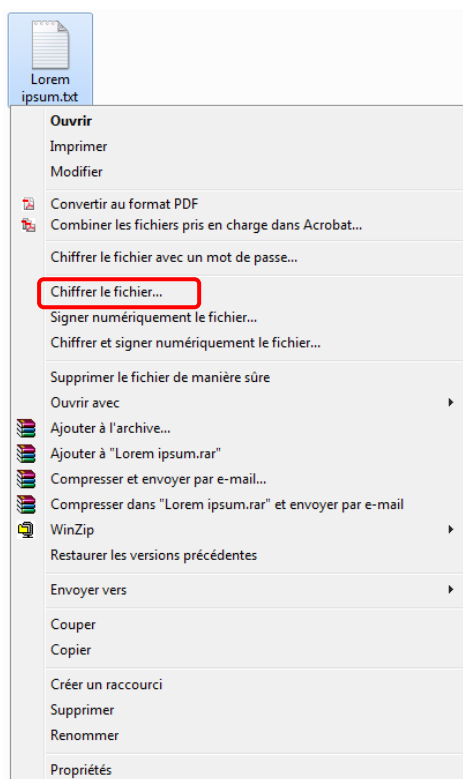 Lorem
ipsum.txt
Ouvrir
Imprimer
Modifier
Convertir au format PDF
Combiner les fichiers pris en charge dans Acrobat...
Chiffrer le fichier avec un mot de passe...
Chiffrer le fichier...
Signer numériquement le fichier...
Chiffrer et signer numériquement le fichier...
Supprimer le fichier de manière sûre
Ouvrir avec
Ajouter à l'archive...
Ajouter à "Lorem ipsum.rar"
Compresser et envoyer par e-mail...
Compresser dans "Lorem ipsum.rar" et envoyer par e-mail
WinZip
Restaurer les versions précédentes
Envoyer vers
Couper
Copier
Créer un raccourci
Supprimer
Renommer
Propriétés